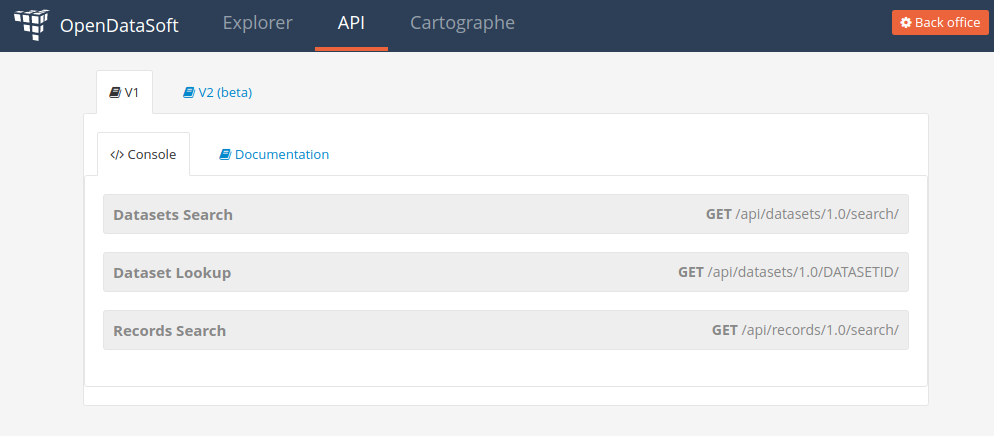 OpenDataSoft Explorer API Cartographe Back office
V1 V2 (beta)
</> Console Documentation
Datasets Search GET /api/datasets/1.0/search/
Dataset Lookup GET /api/datasets/1.0/DATASETID/
Records Search GET /api/records/1.0/search/